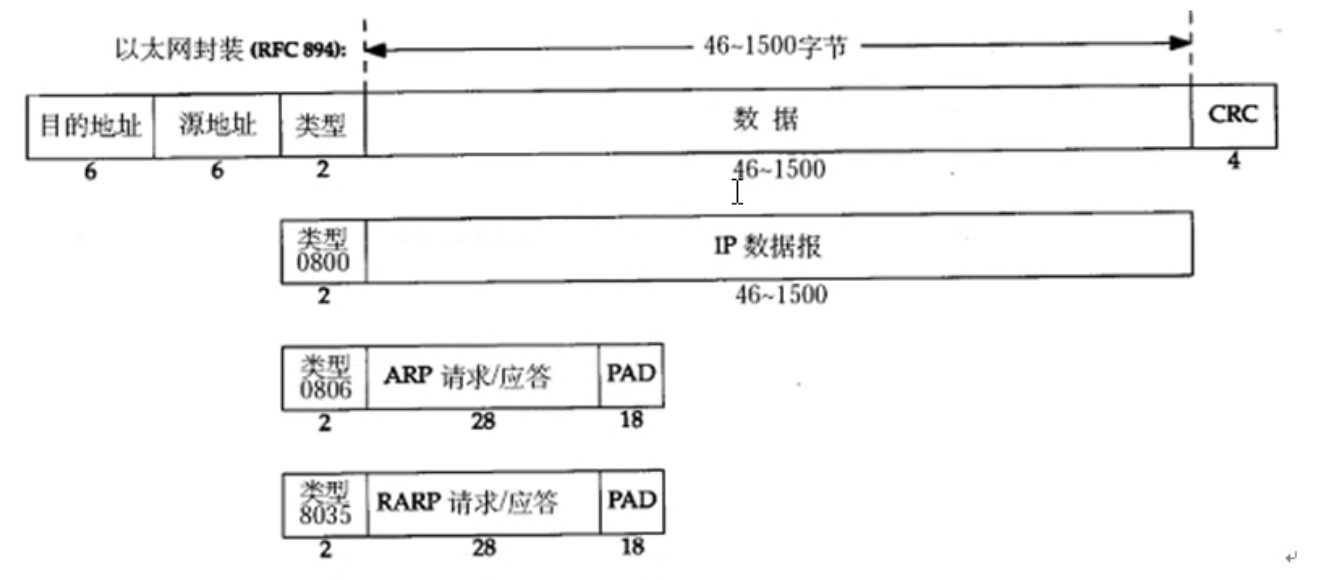 以太网封装 (RFC 894):
46~1500字节
目的地址 源地址 类型 数 据 CRC
6 6 2 46~1500 4
类型 0800 IP 数据报
2 46~1500
类型 0806 ARP 请求/应答 PAD
2 28 18
类型 8035 RARP 请求/应答 PAD
2 28 18